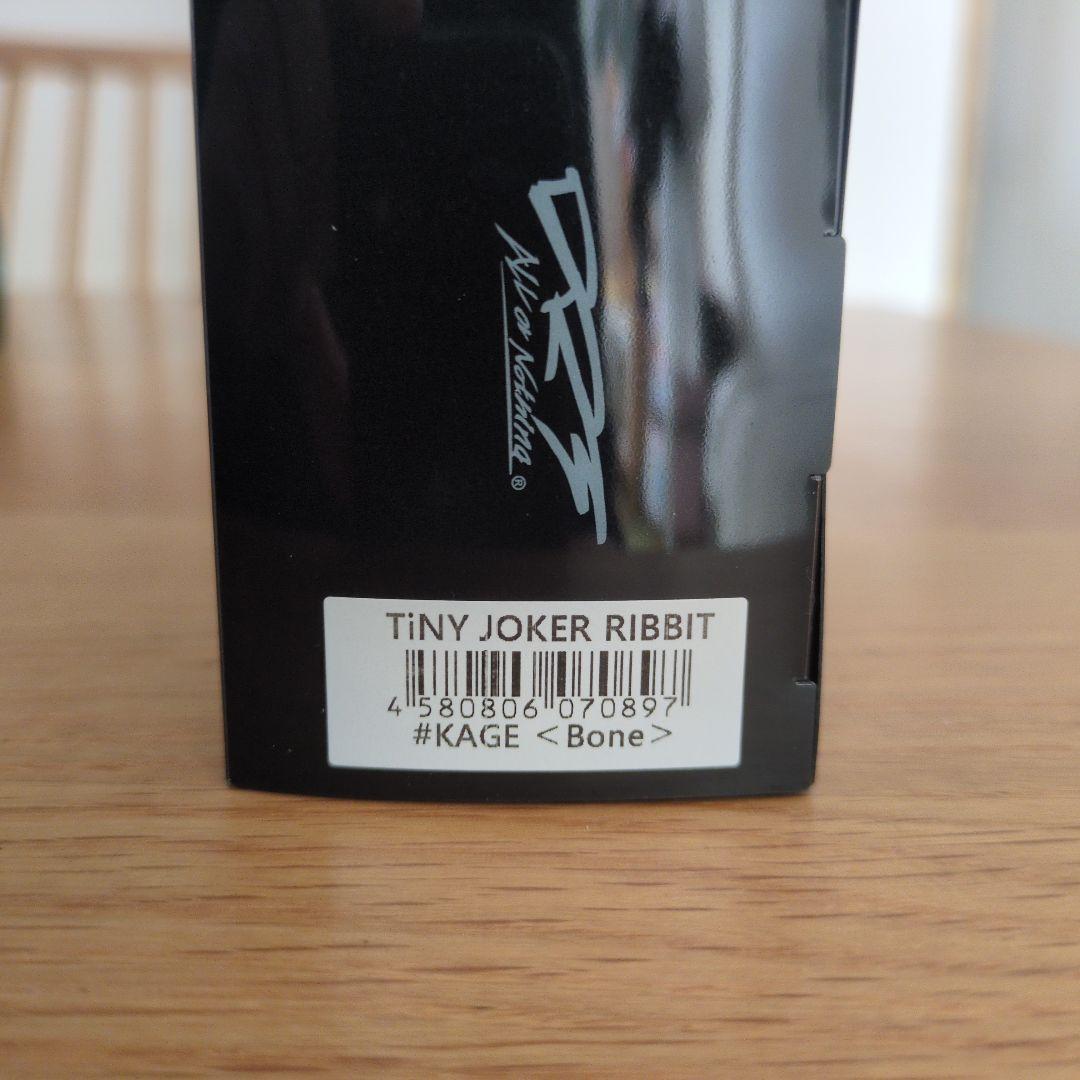 DRT
All or Nothing
®
TiNY JOKER RIBBIT
4 580806 070897
#KAGE <Bone>